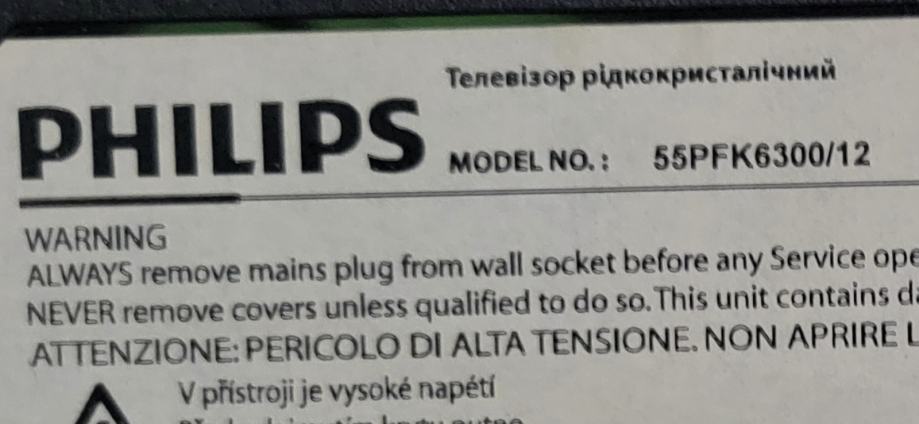 Телевізор рідкокристалічний
PHILIPS
MODEL NO.: 55PFK6300/12
WARNING
ALWAYS remove mains plug from wall socket before any Service
NEVER remove covers unless qualified to do so. This unit contains
ATTENZIONE: PERICOLO DI ALTA TENSIONE. NON APRIRE
V přístroji je vysoké napětí